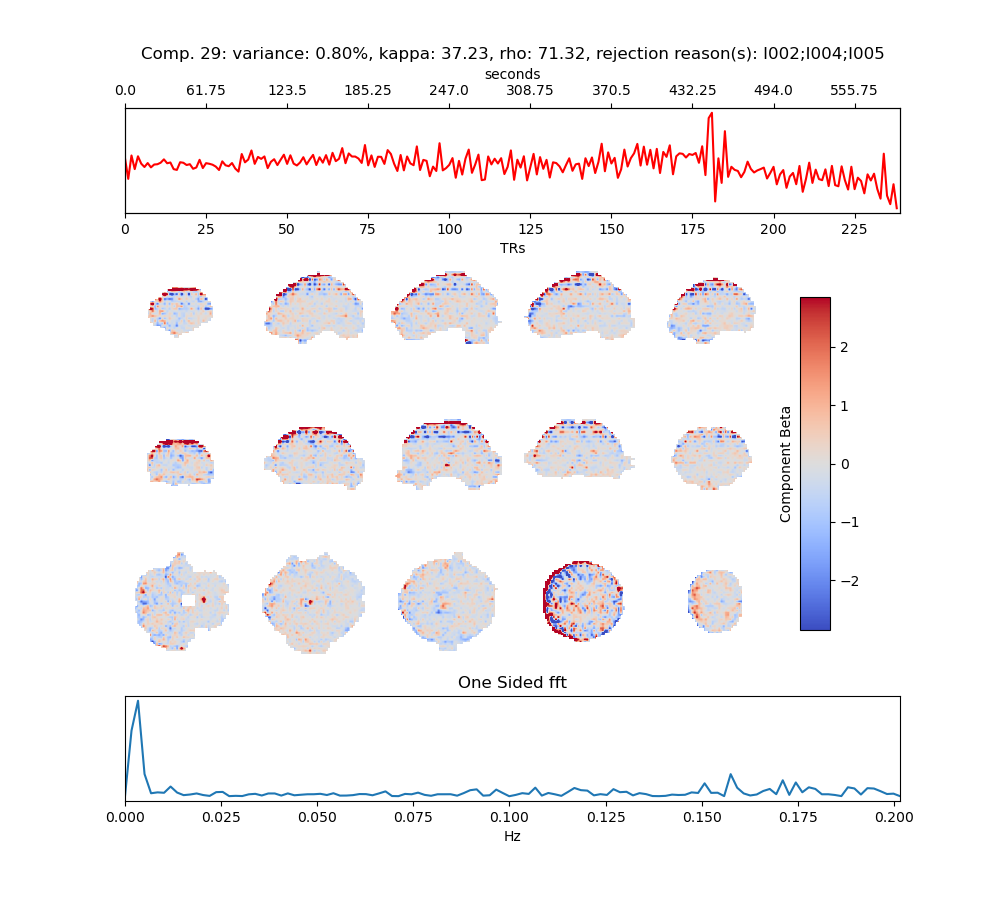 Comp. 29: variance: 0.80%, kappa: 37.23, rho: 71.32, rejection reason(s): I002;I004;I005
seconds
0.0 61.75 123.5 185.25 247.0 308.75 370.5 432.25 494.0 555.75
0 25 50 75 100 125 150 175 200 225
TRs
2
1
0
−1
−2
Component Beta
One Sided fft
0.000 0.025 0.050 0.075 0.100 0.125 0.150 0.175 0.200
Hz